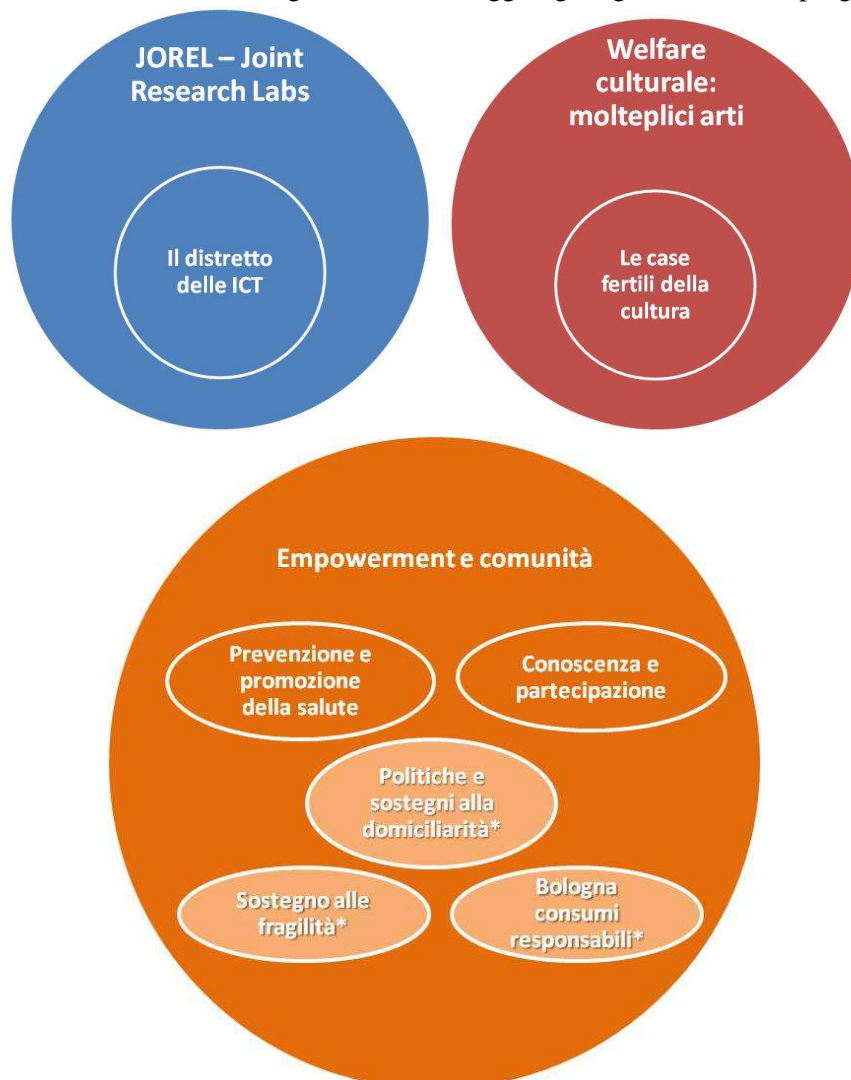 JOREL – Joint
Research Labs
Il distretto
delle ICT
Welfare
culturale:
molteplici arti
Le case
fertili della
cultura
Empowerment e comunità
Prevenzione e
promozione
della salute
Conoscenza e
partecipazione
Politiche e
sostegni alla
domiciliarità*
Sostegno alle
fragilità*
Bologna
consumi
responsabili*